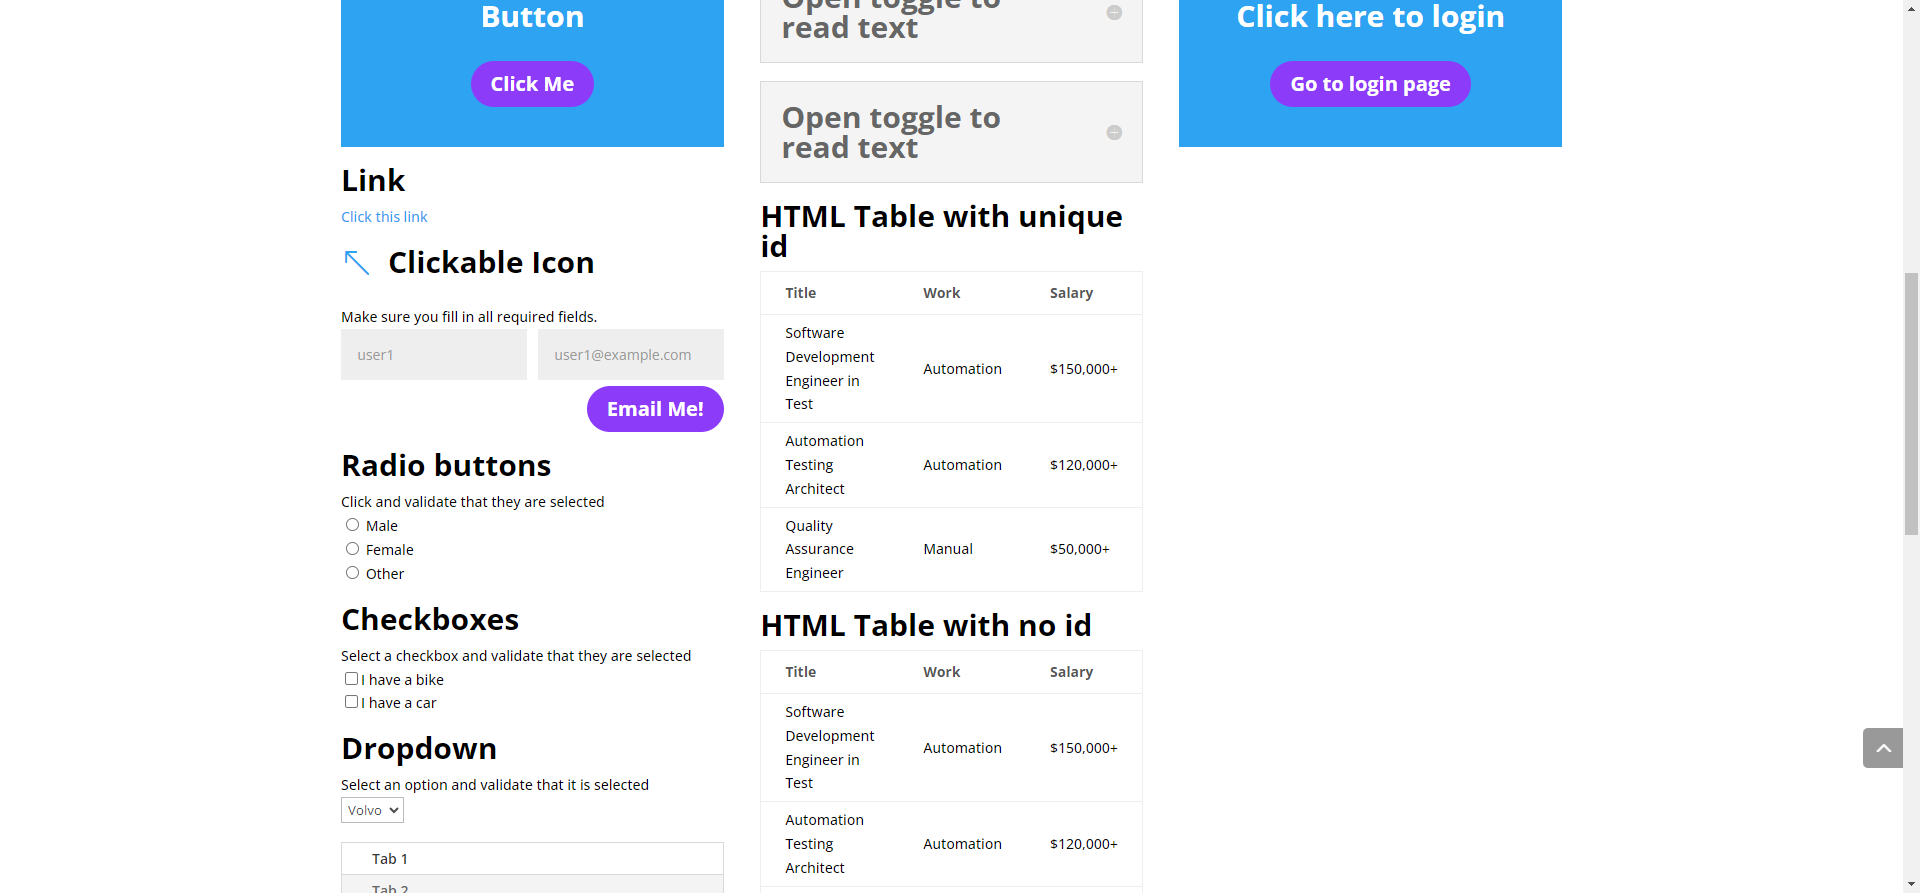 Button
Click Me
Link
Click this link
Clickable Icon
Make sure you fill in all required fields.
user1
user1@example.com
Email Me!
Radio buttons
Click and validate that they are selected
Male
Female
Other
Checkboxes
Select a checkbox and validate that they are selected
I have a bike
I have a car
Dropdown
Select an option and validate that it is selected
Volvo
Tab 1
Tab 2
Open toggle to
read text
Open toggle to
read text
HTML Table with unique
id
Title Work Salary
Software
Development
Engineer in
Test
Automation
$150,000+
Automation
Testing
Architect
Automation
$120,000+
Quality
Assurance
Engineer
Manual
$50,000+
HTML Table with no id
Title Work Salary
Software
Development
Engineer in
Test
Automation
$150,000+
Automation
Testing
Architect
Automation
$120,000+
Click here to login
Go to login page